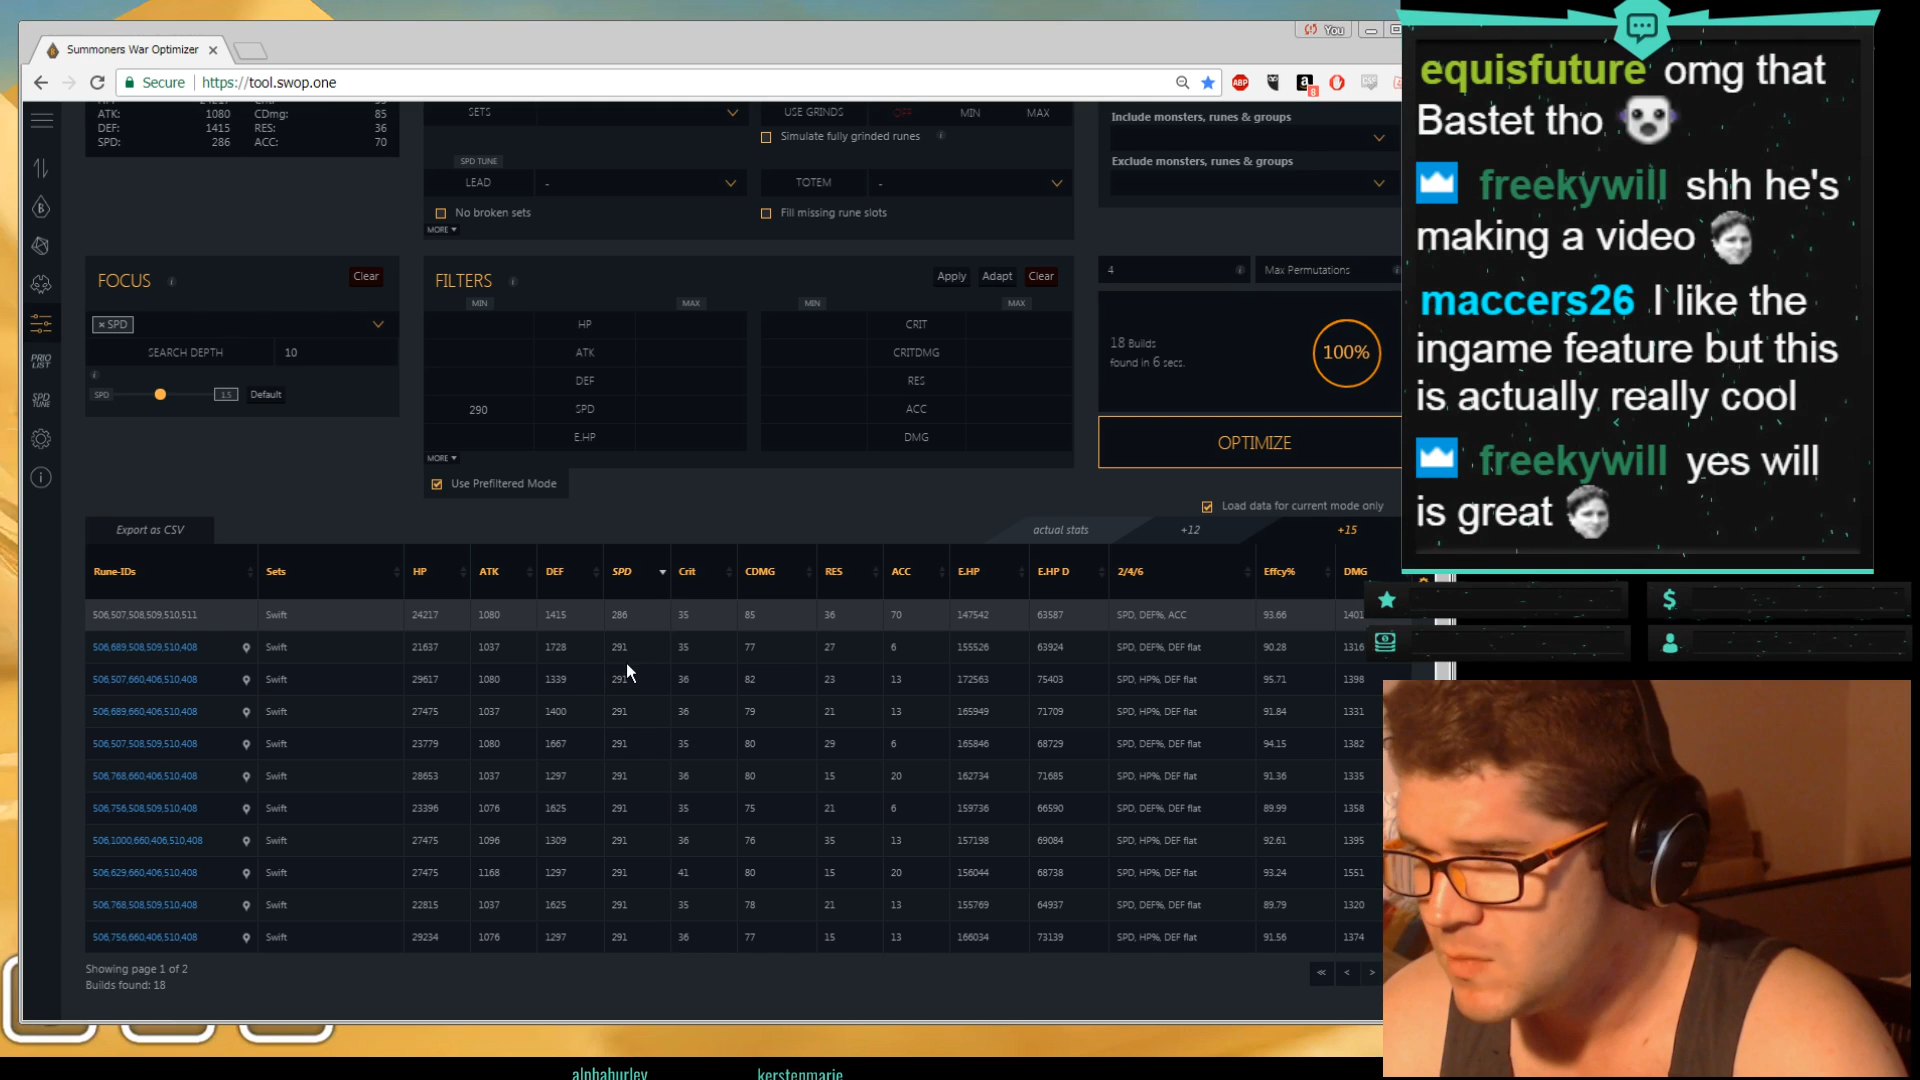 Summoners War Optimizer
You
Secure https://tool.swop.one
ABP
8
ATK: 1080 CDmg: 85
DEF: 1415 RES: 36
SPD: 286 ACC: 70
SETS
USE GRINDS OFF MIN MAX
Simulate fully grinded runes
SPD TUNE
LEAD - TOTEM -
No broken sets Fill missing rune slots
MORE
Include monsters, runes & groups
Exclude monsters, runes & groups
PRIO LIST
SPD TUNE
FOCUS Clear
× SPD
SEARCH DEPTH 10
SPD 1.5 Default
FILTERS Apply Adapt Clear
MIN MAX MIN MAX
HP CRIT
ATK CRITDMG
DEF RES
290 SPD ACC
E.HP DMG
MORE
Use Prefiltered Mode
4 Max Permutations
18 Builds
found in 6 secs.
100%
OPTIMIZE
Load data for current mode only
Export as CSV actual stats +12 +15
Rune-IDs Sets HP ATK DEF SPD Crit CDMG RES ACC E.HP E.HP D 2/4/6 Effcy% DMG
506,507,508,509,510,511 Swift 24217 1080 1415 286 35 85 36 70 147542 63587 SPD, DEF%, ACC 93.66 1401
506,689,508,509,510,408 Swift 21637 1037 1728 291 35 77 27 6 155526 63924 SPD, DEF%, DEF flat 90.28 1316
506,507,660,406,510,408 Swift 29617 1080 1339 291 36 82 23 13 172563 75403 SPD, HP%, DEF flat 95.71 1398
506,689,660,406,510,408 Swift 27475 1037 1400 291 36 79 21 13 165949 71709 SPD, HP%, DEF flat 91.84 1331
506,507,508,509,510,408 Swift 23779 1080 1667 291 35 80 29 6 165846 68729 SPD, DEF%, DEF flat 94.15 1382
506,768,660,406,510,408 Swift 28653 1037 1297 291 36 80 15 20 162734 71685 SPD, HP%, DEF flat 91.36 1335
506,756,508,509,510,408 Swift 23396 1076 1625 291 35 75 21 6 159736 66590 SPD, DEF%, DEF flat 89.99 1358
506,1000,660,406,510,408 Swift 27475 1096 1309 291 36 76 35 13 157198 69084 SPD, HP%, DEF flat 92.61 1395
506,629,660,406,510,408 Swift 27475 1168 1297 291 41 80 15 20 156044 68738 SPD, HP%, DEF flat 93.24 1551
506,768,508,509,510,408 Swift 22815 1037 1625 291 35 78 21 13 155769 64937 SPD, DEF%, DEF flat 89.79 1320
506,756,660,406,510,408 Swift 29234 1076 1297 291 36 77 15 13 166034 73139 SPD, HP%, DEF flat 91.56 1374
Showing page 1 of 2
Builds found: 18
« < >
equisfuture omg that
Bastet tho
freekywill shh he's
making a video
maccers26 I like the
ingame feature but this
is actually really cool
freekywill yes will
is great
SONY
alphahurley kerstenmarie